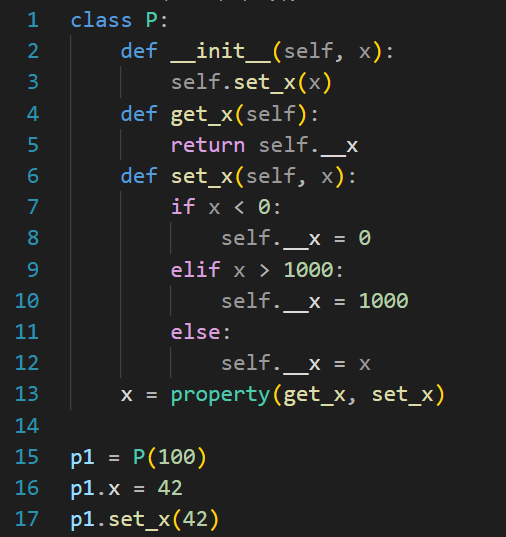 1 class P:
2     def __init__(self, x):
3         self.set_x(x)
4     def get_x(self):
5         return self.__x
6     def set_x(self, x):
7         if x < 0:
8             self.__x = 0
9         elif x > 1000:
10             self.__x = 1000
11         else:
12             self.__x = x
13     x = property(get_x, set_x)
14
15 p1 = P(100)
16 p1.x = 42
17 p1.set_x(42)